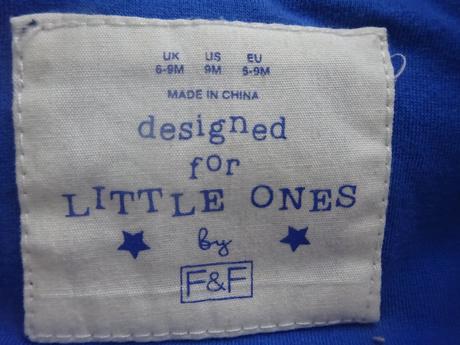 UK US EU
6-9M 9M 6-9M
MADE IN CHINA
designed
for
LITTLE ONES
by
F&F